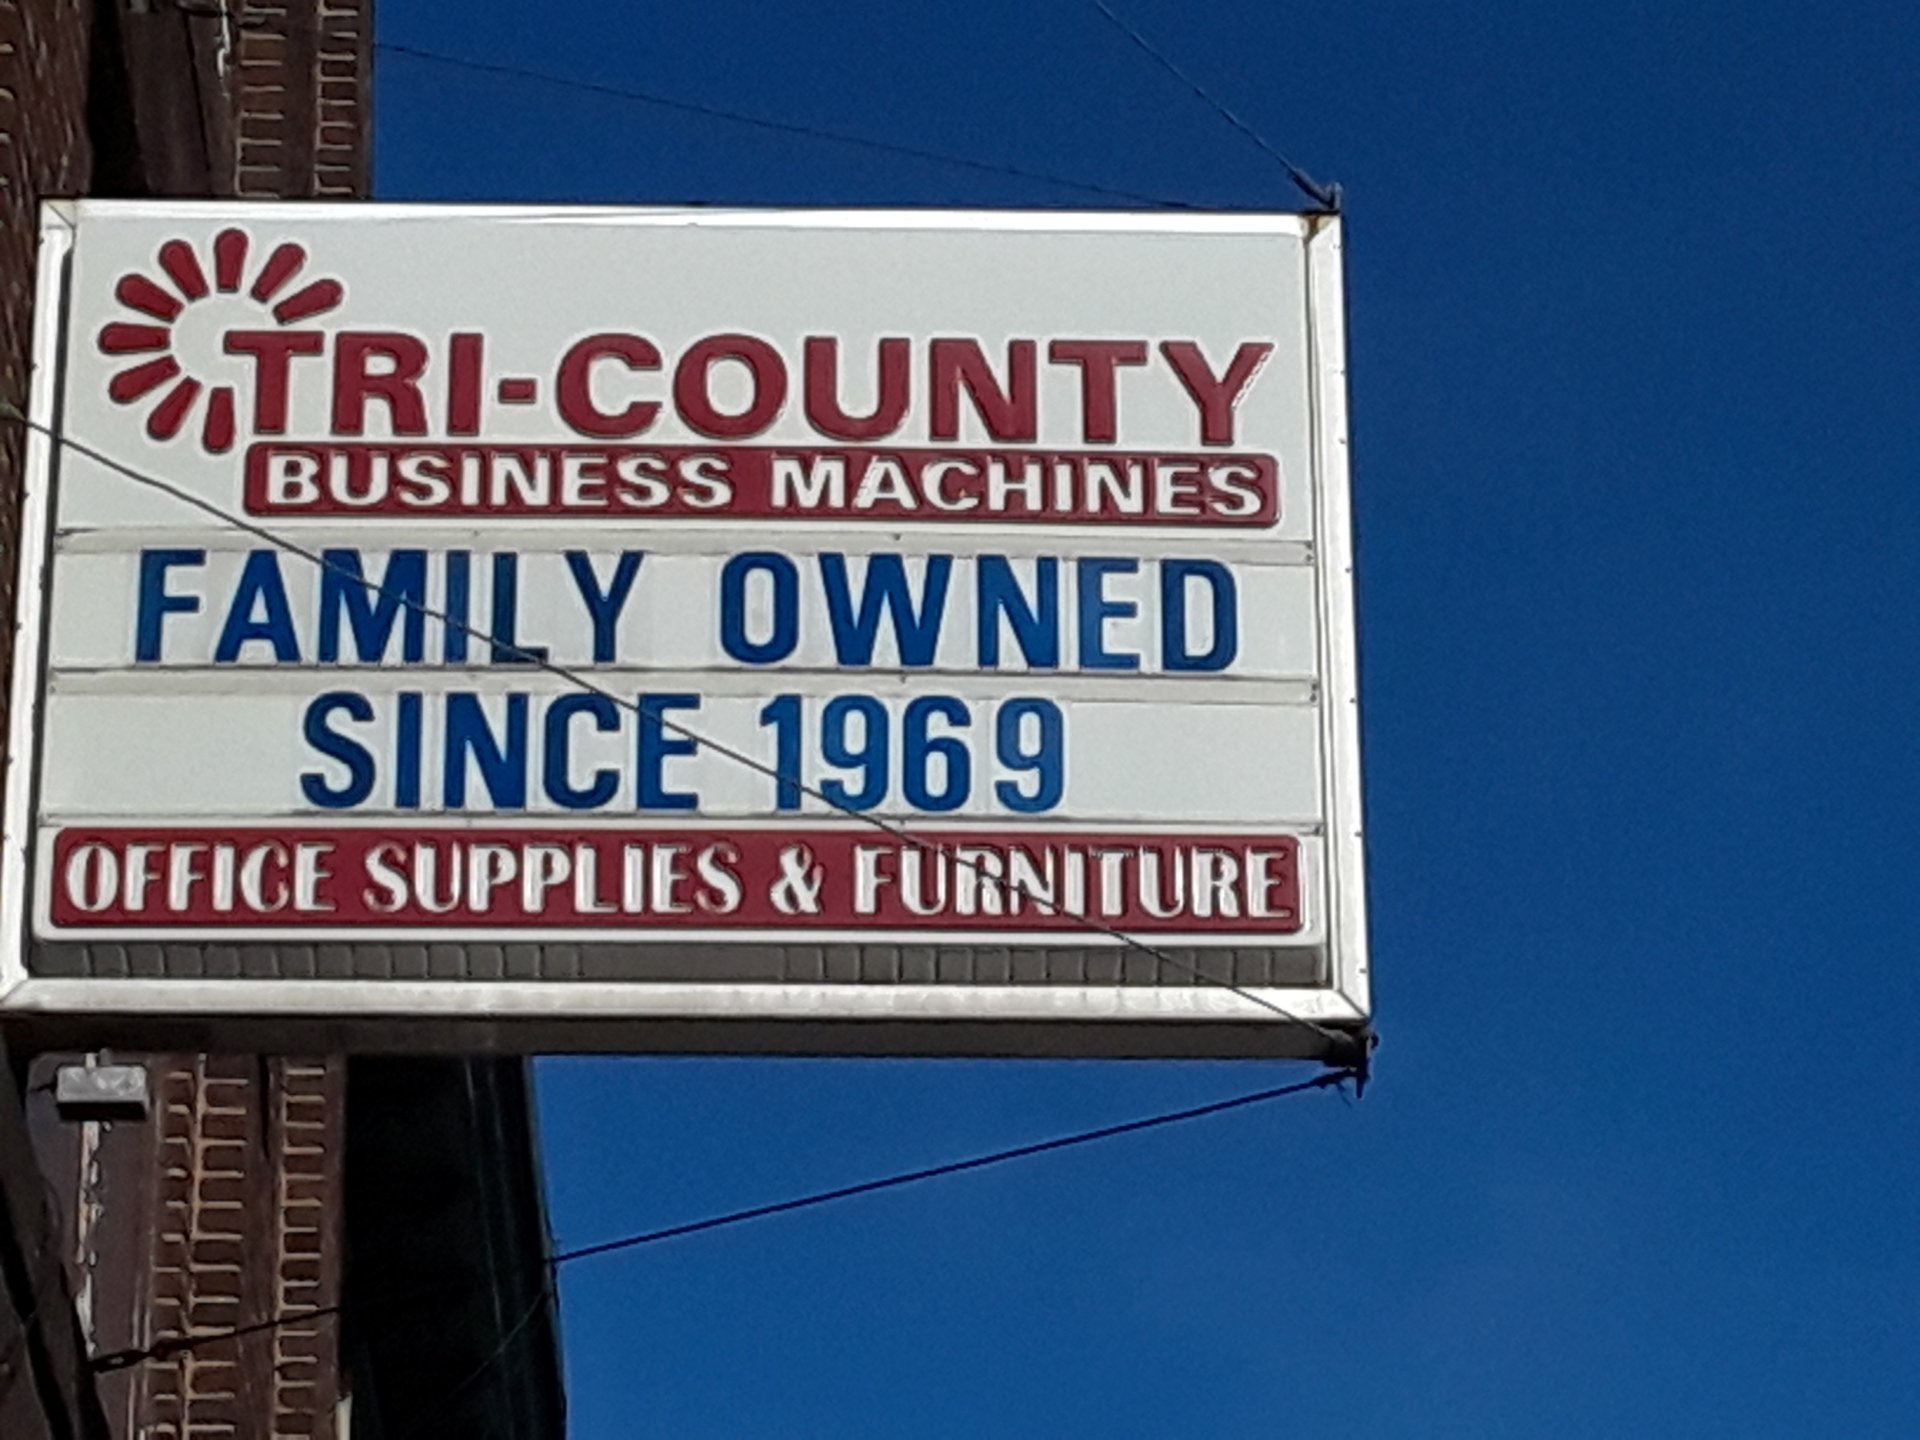 TRI-COUNTY
BUSINESS MACHINES
FAMILY OWNED
SINCE 1969
OFFICE SUPPLIES & FURNITURE